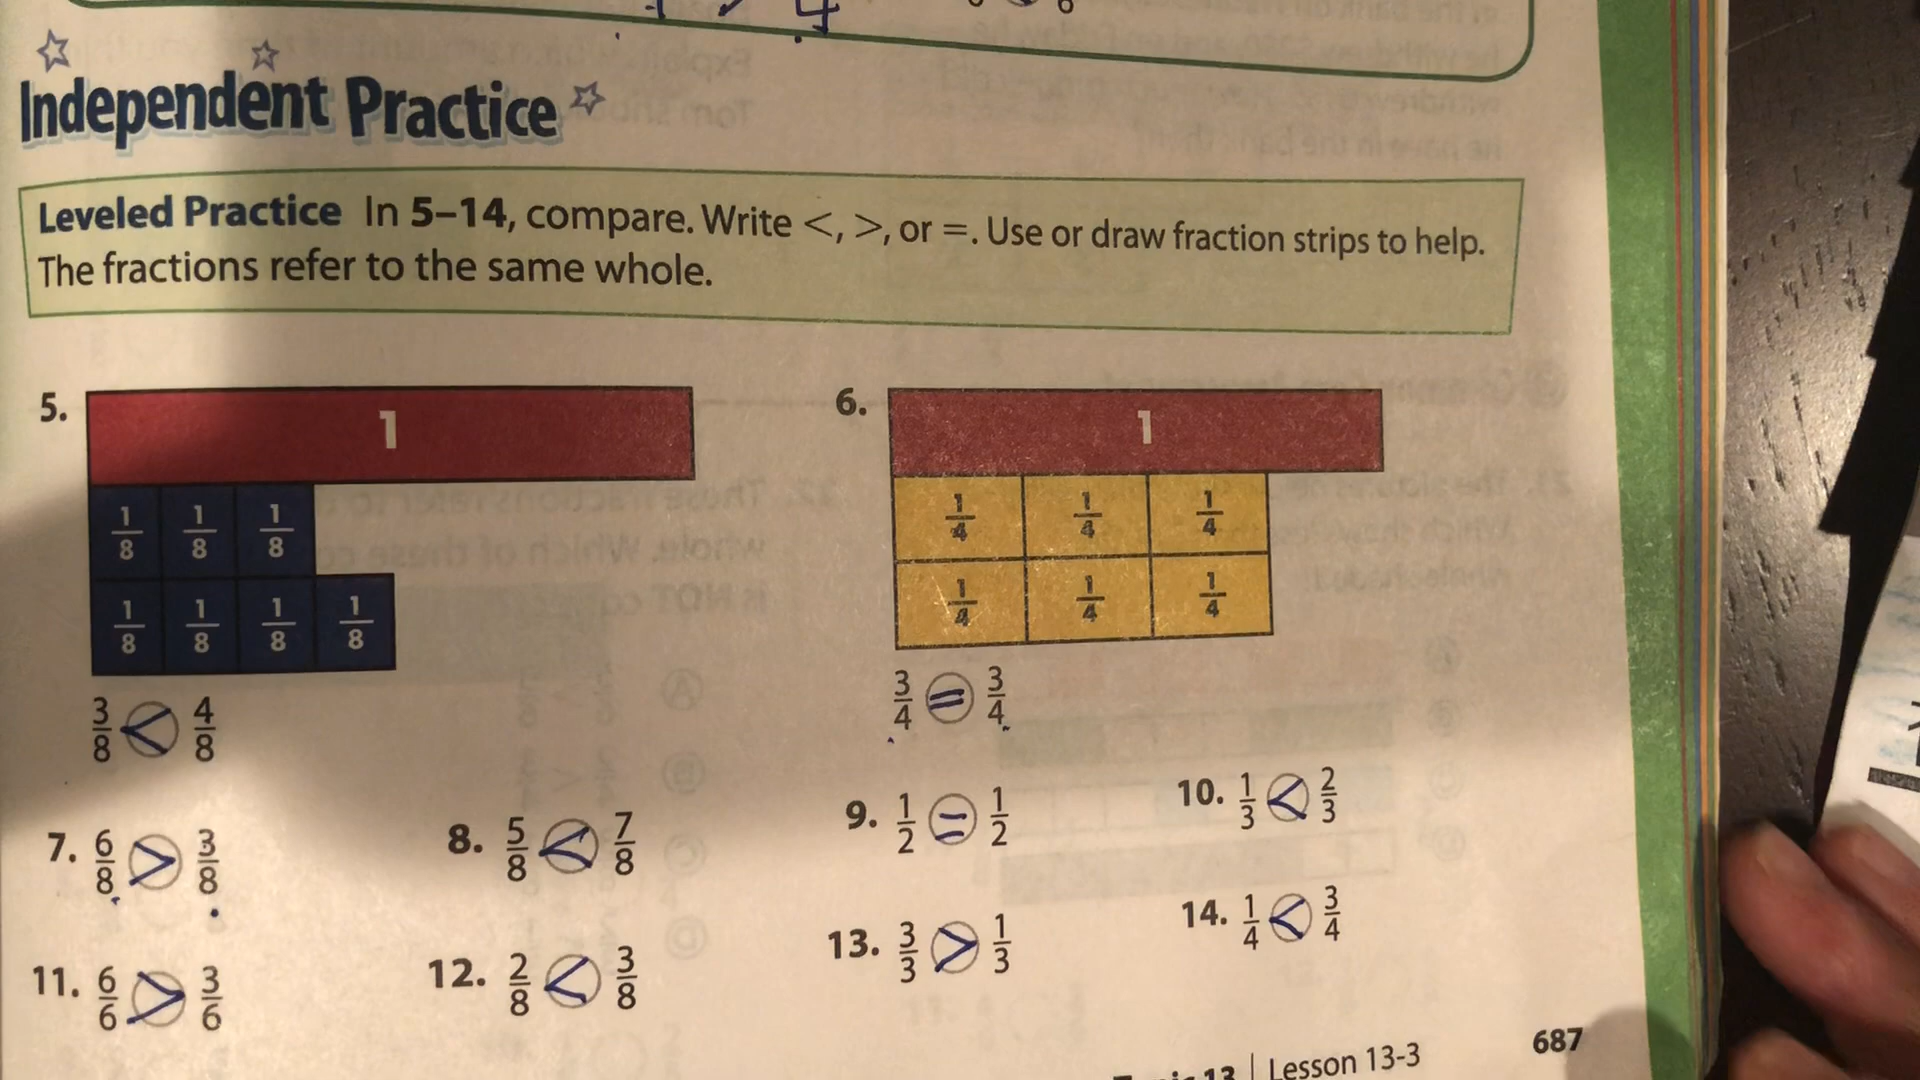 Independent Practice
Leveled Practice In 5–14, compare. Write <, >, or =. Use or draw fraction strips to help.
The fractions refer to the same whole.
5.
1
1/8 1/8 1/8
1/8 1/8 1/8 1/8
3/8 < 4/8
6.
1
1/4 1/4 1/4
1/4 1/4 1/4
3/4 = 3/4
7. 6/8 > 3/8
8. 5/8 < 7/8
9. 1/2 = 1/2
10. 1/3 < 2/3
11. 6/6 > 3/6
12. 2/8 < 3/8
13. 3/3 > 1/3
14. 1/4 < 3/4
13 | Lesson 13-3
687